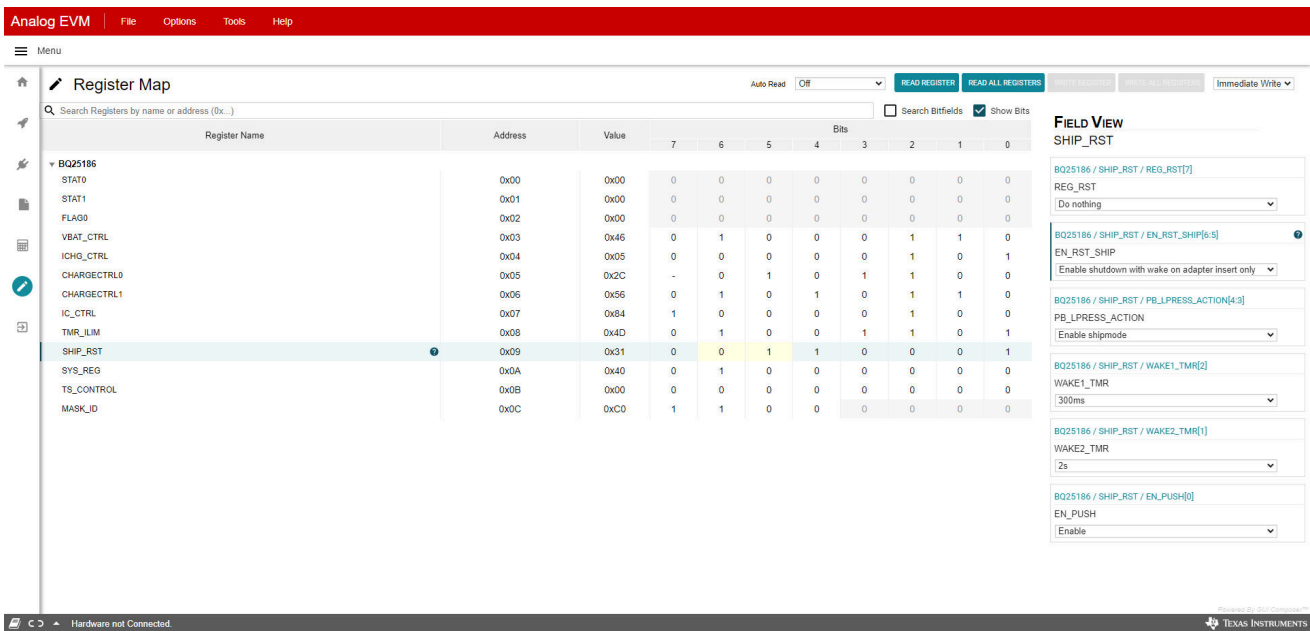 Analog EVM File Options Tools Help
Menu
Register Map
Auto Read Off READ REGISTER READ ALL REGISTERS WRITE REGISTER WRITE ALL REGISTERS Immediate Write
Search Registers by name or address (0x...) Search Bitfields Show Bits
Register Name Address Value Bits
7 6 5 4 3 2 1 0
BQ25186
STAT0 0x00 0x00 0 0 0 0 0 0 0 0
STAT1 0x01 0x00 0 0 0 0 0 0 0 0
FLAG0 0x02 0x00 0 0 0 0 0 0 0 0
VBAT_CTRL 0x03 0x46 0 1 0 0 0 1 1 0
ICHG_CTRL 0x04 0x05 0 0 0 0 0 1 0 1
CHARGECTRL0 0x05 0x2C - 0 1 0 1 1 0 0
CHARGECTRL1 0x06 0x56 0 1 0 1 0 1 1 0
IC_CTRL 0x07 0x84 1 0 0 0 0 1 0 0
TMR_ILIM 0x08 0x4D 0 1 0 0 1 1 0 1
SHIP_RST ? 0x09 0x31 0 0 1 1 0 0 0 1
SYS_REG 0x0A 0x40 0 1 0 0 0 0 0 0
TS_CONTROL 0x0B 0x00 0 0 0 0 0 0 0 0
MASK_ID 0x0C 0xC0 1 1 0 0 0 0 0 0
FIELD VIEW
SHIP_RST
BQ25186 / SHIP_RST / REG_RST[7]
REG_RST
Do nothing
BQ25186 / SHIP_RST / EN_RST_SHIP[6:5] ?
EN_RST_SHIP
Enable shutdown with wake on adapter insert only
BQ25186 / SHIP_RST / PB_LPRESS_ACTION[4:3]
PB_LPRESS_ACTION
Enable shipmode
BQ25186 / SHIP_RST / WAKE1_TMR[2]
WAKE1_TMR
300ms
BQ25186 / SHIP_RST / WAKE2_TMR[1]
WAKE2_TMR
2s
BQ25186 / SHIP_RST / EN_PUSH[0]
EN_PUSH
Enable
Powered By GUI Composer™
Hardware not Connected. TEXAS INSTRUMENTS